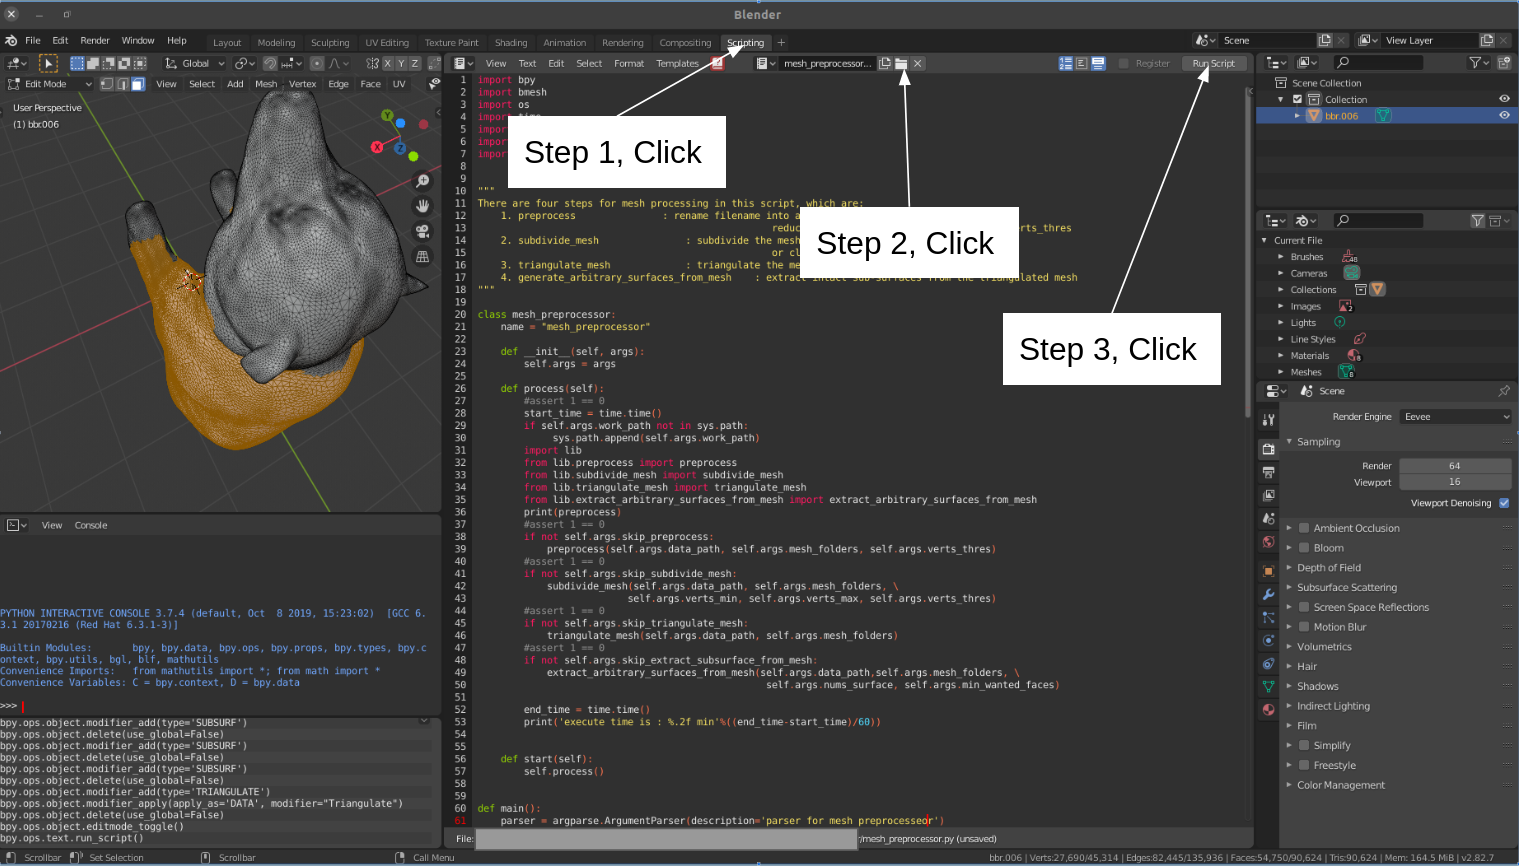 Blender
File Edit Render Window Help
Layout Modeling Sculpting UV Editing Texture Paint Shading Animation Rendering Compositing Scripting +
Scene
View Layer
Global
X Y Z
View Text Edit Select Format Templates
mesh_preprocessor...
Register
Run Script
Edit Mode
View Select Add Mesh Vertex Edge Face UV
User Perspective
(1) bbr.006
Y
X
Z
Step 1, Click
Step 2, Click
Step 3, Click
1 import bpy
2 import bmesh
3 import os
4 import time
5 impor
6 impor
7 impor
8
9
10 """
11 There are four steps for mesh processing in this script, which are:
12 1. preprocess : rename filename into a
13 reduc rts_thres
14 2. subdivide_mesh : subdivide the mesh
15 or cl
16 3. triangulate_mesh : triangulate the me
17 4. generate_arbitrary_surfaces_from_mesh : extract intact sub-surfaces from the triangulated mesh
18 """
19
20 class mesh_preprocessor:
21 name = "mesh_preprocessor"
22
23 def __init__(self, args):
24 self.args = args
25
26 def process(self):
27 #assert 1 == 0
28 start_time = time.time()
29 if self.args.work_path not in sys.path:
30 sys.path.append(self.args.work_path)
31 import lib
32 from lib.preprocess import preprocess
33 from lib.subdivide_mesh import subdivide_mesh
34 from lib.triangulate_mesh import triangulate_mesh
35 from lib.extract_arbitrary_surfaces_from_mesh import extract_arbitrary_surfaces_from_mesh
36 print(preprocess)
37 #assert 1 == 0
38 if not self.args.skip_preprocess:
39 preprocess(self.args.data_path, self.args.mesh_folders, self.args.verts_thres)
40 #assert 1 == 0
41 if not self.args.skip_subdivide_mesh:
42 subdivide_mesh(self.args.data_path, self.args.mesh_folders, \
43 self.args.verts_min, self.args.verts_max, self.args.verts_thres)
44 #assert 1 == 0
45 if not self.args.skip_triangulate_mesh:
46 triangulate_mesh(self.args.data_path, self.args.mesh_folders)
47 #assert 1 == 0
48 if not self.args.skip_extract_subsurface_from_mesh:
49 extract_arbitrary_surfaces_from_mesh(self.args.data_path,self.args.mesh_folders, \
50 self.args.nums_surface, self.args.min_wanted_faces)
51
52 end_time = time.time()
53 print('execute time is : %.2f min'%((end_time-start_time)/60))
54
55
56 def start(self):
57 self.process()
58
59
60 def main():
61 parser = argparse.ArgumentParser(description='parser for mesh preprocesseor')
File:
r/mesh_preprocessor.py (unsaved)
View Console
PYTHON INTERACTIVE CONSOLE 3.7.4 (default, Oct 8 2019, 15:23:02) [GCC 6.
3.1 20170216 (Red Hat 6.3.1-3)]
Builtin Modules: bpy, bpy.data, bpy.ops, bpy.props, bpy.types, bpy.c
ontext, bpy.utils, bgl, blf, mathutils
Convenience Imports: from mathutils import *; from math import *
Convenience Variables: C = bpy.context, D = bpy.data
>>>
bpy.ops.object.modifier_add(type='SUBSURF')
bpy.ops.object.delete(use_global=False)
bpy.ops.object.modifier_add(type='SUBSURF')
bpy.ops.object.delete(use_global=False)
bpy.ops.object.modifier_add(type='SUBSURF')
bpy.ops.object.delete(use_global=False)
bpy.ops.object.modifier_add(type='TRIANGULATE')
bpy.ops.object.modifier_apply(apply_as='DATA', modifier="Triangulate")
bpy.ops.object.delete(use_global=False)
bpy.ops.object.editmode_toggle()
bpy.ops.text.run_script()
Scene Collection
Collection
bbr.006
Current File
Brushes 48
Cameras
Collections
Images 2
Lights
Line Styles
Materials 8
Meshes 8
Scene
Render Engine Eevee
Sampling
Render 64
Viewport 16
Viewport Denoising
Ambient Occlusion
Bloom
Depth of Field
Subsurface Scattering
Screen Space Reflections
Motion Blur
Volumetrics
Hair
Shadows
Indirect Lighting
Film
Simplify
Freestyle
Color Management
Scrollbar Set Selection Scrollbar Call Menu
bbr.006 | Verts:27,690/45,314 | Edges:82,445/135,936 | Faces:54,750/90,624 | Tris:90,624 | Mem: 164.5 MiB | v2.82.7